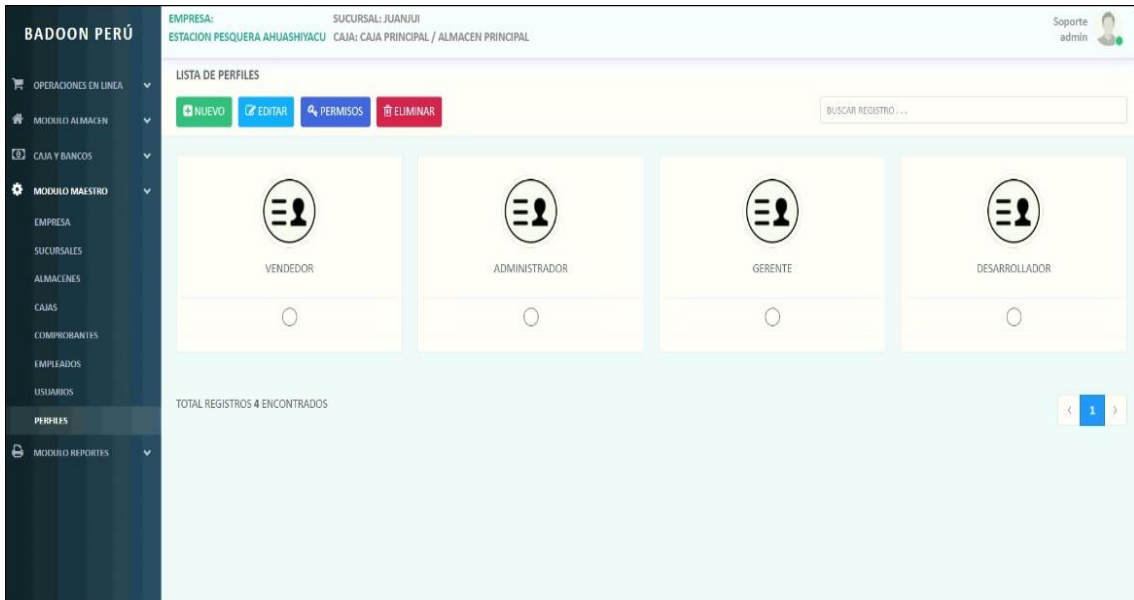 BADOON PERÚ
OPERACIONES EN LINEA
MODULO ALMACEN
CAJA Y BANCOS
MODULO MAESTRO
EMPRESA
SUCURSALES
ALMACENES
CAJAS
COMPROBANTES
EMPLEADOS
USUARIOS
PERFILES
MODULO REPORTES
EMPRESA: SUCURSAL: JUANJUI
ESTACION PESQUERA AHUASHIYACU CAJA: CAJA PRINCIPAL / ALMACEN PRINCIPAL
Soporte
admin
LISTA DE PERFILES
NUEVO EDITAR PERMISOS ELIMINAR BUSCAR REGISTRO . . .
VENDEDOR ADMINISTRADOR GERENTE DESARROLLADOR
TOTAL REGISTROS 4 ENCONTRADOS < 1 >